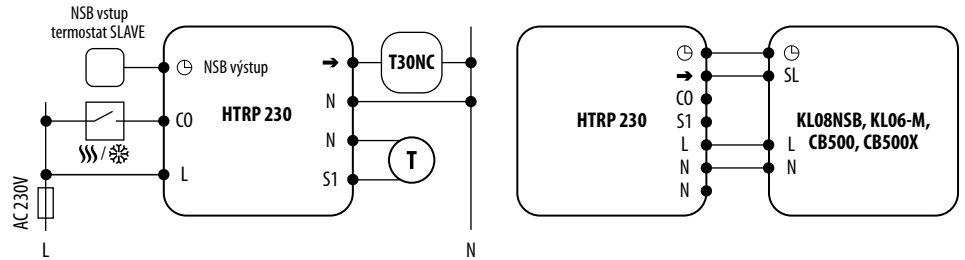 NSB vstup
termostat SLAVE
NSB výstup
T30NC
N
HTRP 230
CO
N
T
L
S1
AC 230V
L
N
HTRP 230
SL
CO
S1
L
N
N
KL08NSB, KL06-M,
CB500, CB500X
L
N